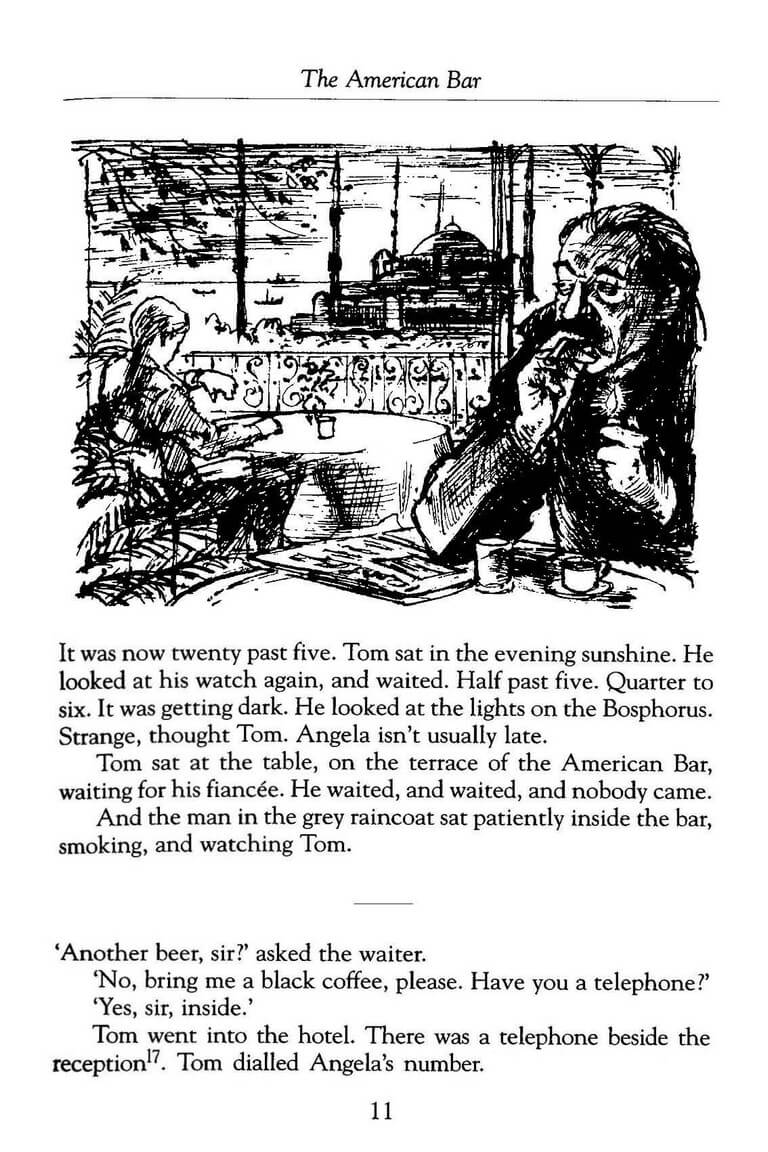 The American Bar
It was now twenty past five. Tom sat in the evening sunshine. He
looked at his watch again, and waited. Half past five. Quarter to
six. It was getting dark. He looked at the lights on the Bosphorus.
Strange, thought Tom. Angela isn't usually late.
Tom sat at the table, on the terrace of the American Bar,
waiting for his fiancée. He waited, and waited, and nobody came.
And the man in the grey raincoat sat patiently inside the bar,
smoking, and watching Tom.
‘Another beer, sir?’ asked the waiter.
‘No, bring me a black coffee, please. Have you a telephone?’
‘Yes, sir, inside.’
Tom went into the hotel. There was a telephone beside the
reception¹⁷. Tom dialled Angela's number.
11